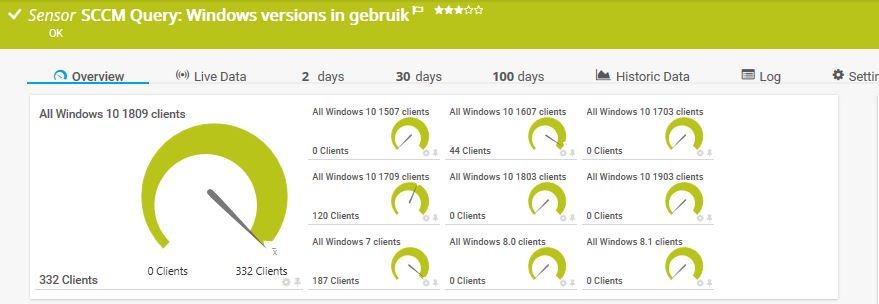 Sensor SCCM Query: Windows versions in gebruik
OK
Overview Live Data 2 days 30 days 100 days Historic Data Log
All Windows 10 1809 clients
0 Clients 332 Clients
332 Clients
All Windows 10 1507 clients All Windows 10 1607 clients All Windows 10 1703 clients
0 Clients 44 Clients 0 Clients
All Windows 10 1709 clients All Windows 10 1803 clients All Windows 10 1903 clients
120 Clients 0 Clients 0 Clients
All Windows 7 clients All Windows 8.0 clients All Windows 8.1 clients
187 Clients 0 Clients 0 Clients